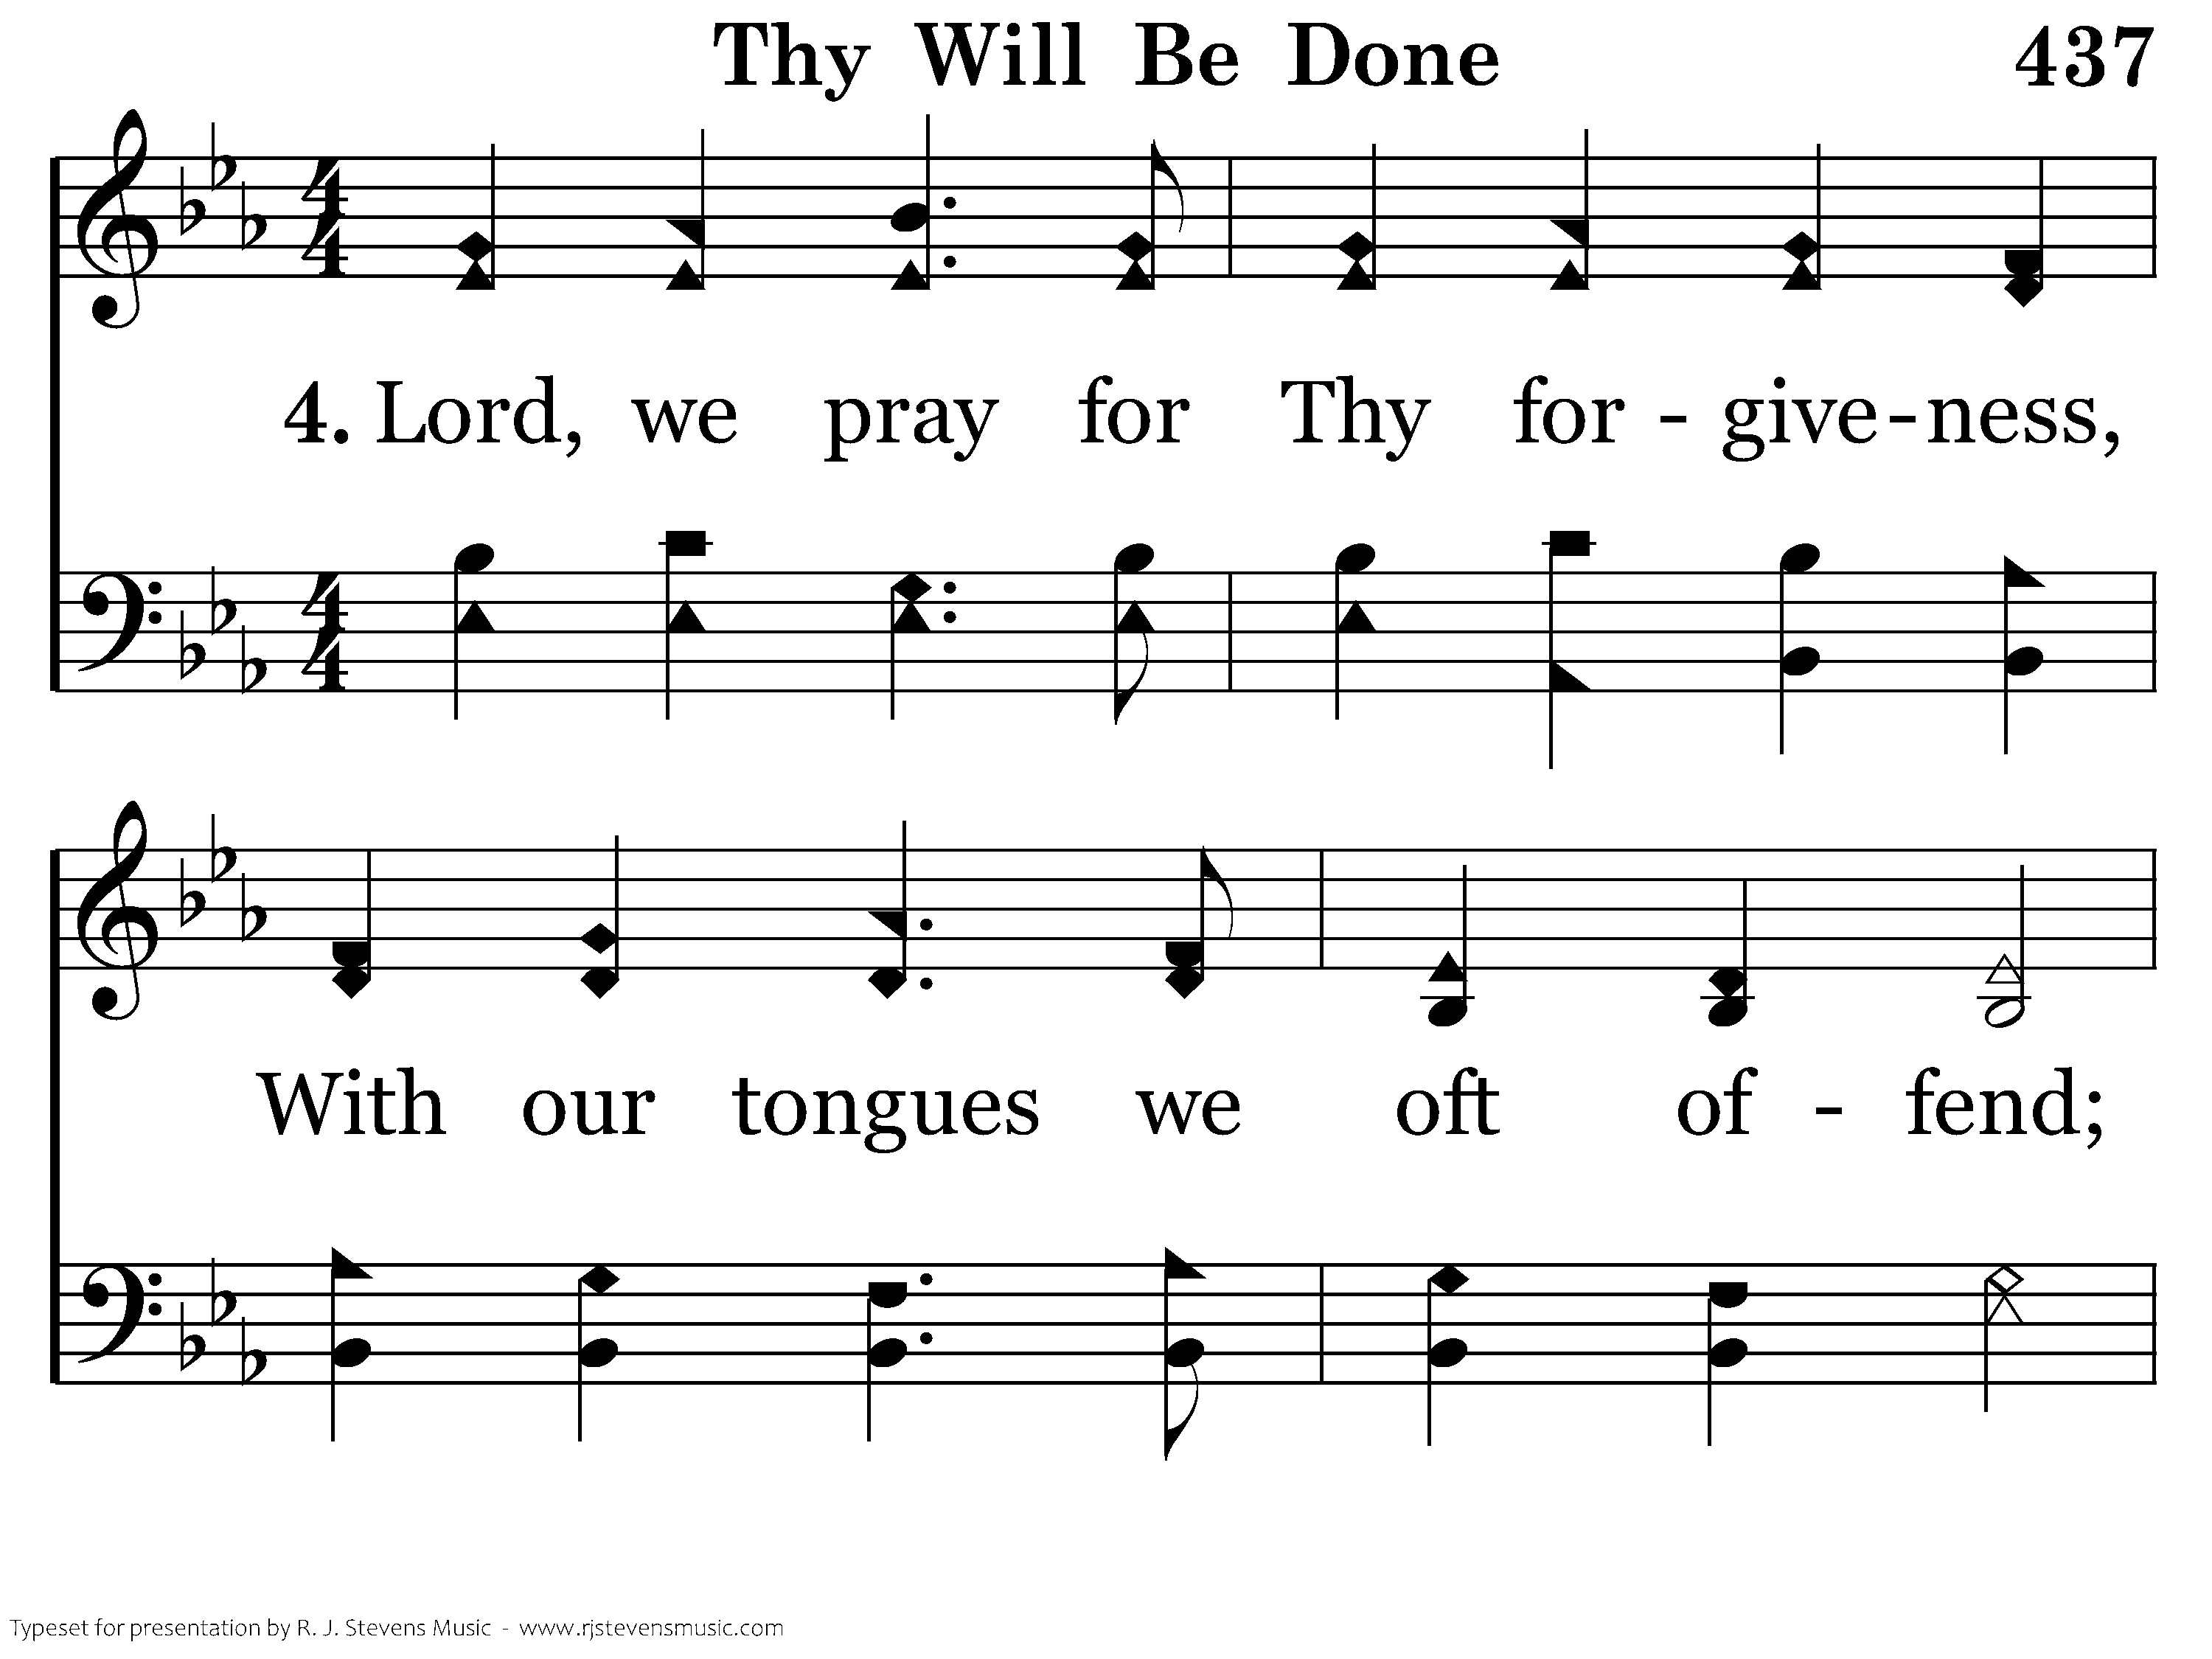 Thy Will Be Done 437
4. Lord, we pray for Thy for - give - ness,
With our tongues we oft of - fend;
Typeset for presentation by R. J. Stevens Music - www.rjstevensmusic.com